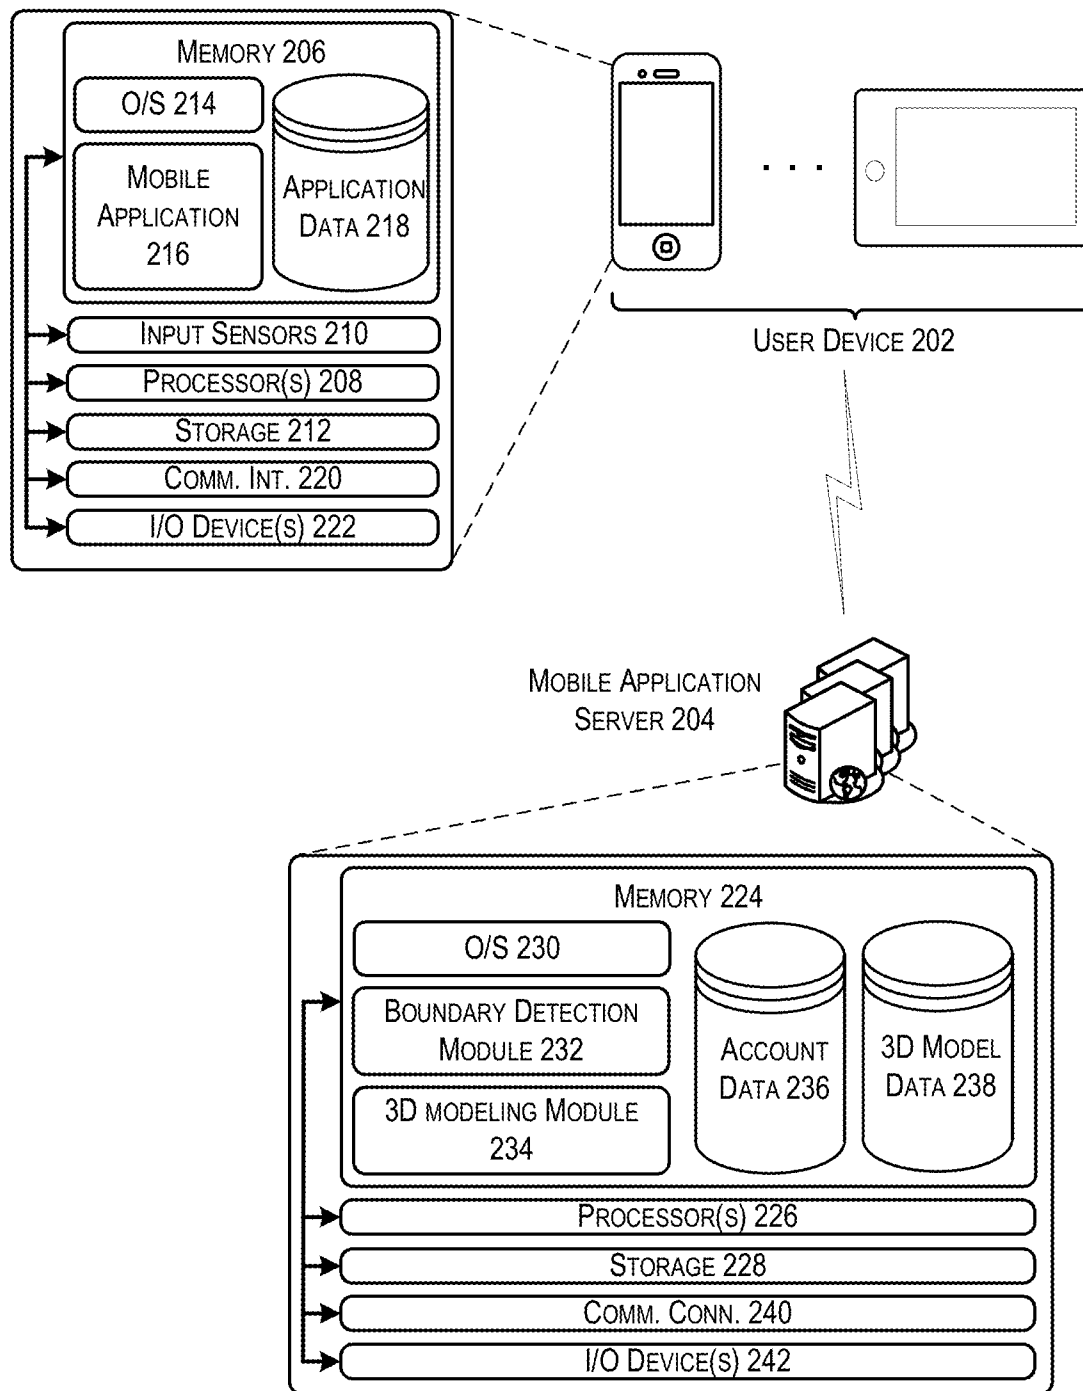 MEMORY 206
O/S 214
MOBILE
APPLICATION
216
APPLICATION
DATA 218
INPUT SENSORS 210
PROCESSOR(S) 208
STORAGE 212
COMM. INT. 220
I/O DEVICE(S) 222
USER DEVICE 202
MOBILE APPLICATION
SERVER 204
MEMORY 224
O/S 230
BOUNDARY DETECTION
MODULE 232
3D MODELING MODULE
234
ACCOUNT
DATA 236
3D MODEL
DATA 238
PROCESSOR(S) 226
STORAGE 228
COMM. CONN. 240
I/O DEVICE(S) 242